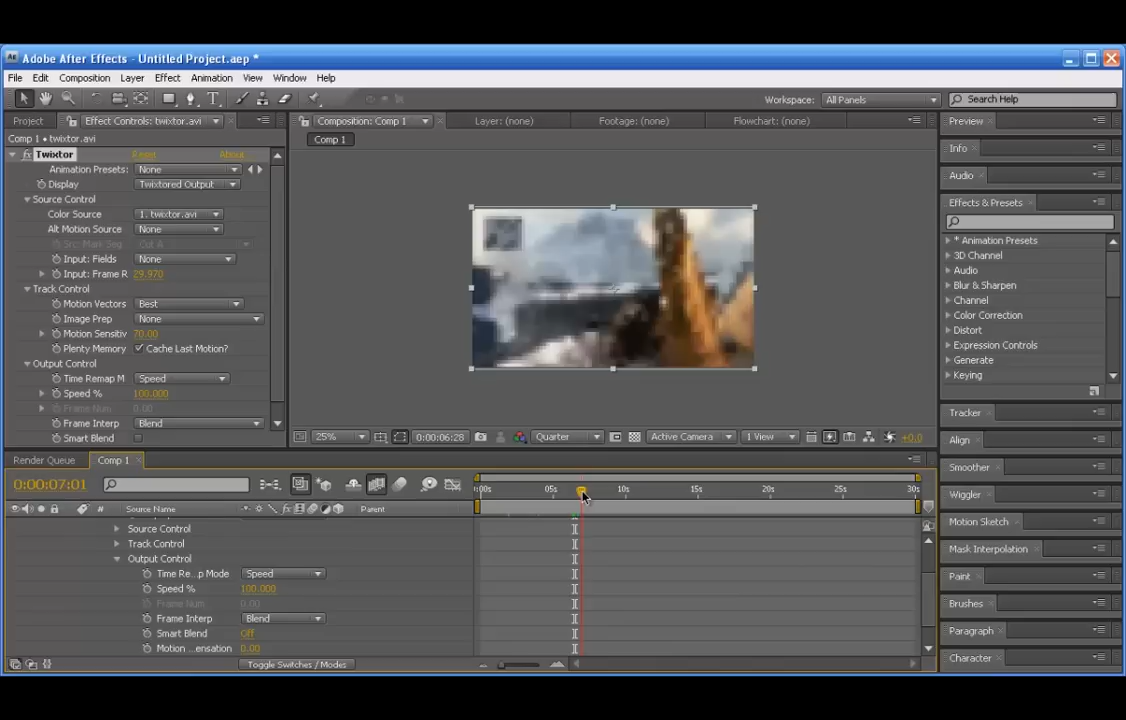 Adobe After Effects - Untitled Project.aep *
File Edit Composition Layer Effect Animation View Window Help
Workspace: All Panels Search Help
Project Effect Controls: twixtor.avi Composition: Comp 1 Layer: (none) Footage: (none) Flowchart: (none) Preview
Comp 1 • twixtor.avi
Comp 1
Info
Twixtor Reset About
Animation Presets: None
Audio
Display Twixtored Output
Source Control
Effects & Presets
Color Source 1. twixtor.avi
Alt Motion Source None
Src: Mark Seg Cut A
* Animation Presets
Input: Fields None
3D Channel
Input: Frame R 29.970
Audio
Track Control
Blur & Sharpen
Motion Vectors Best
Channel
Image Prep None
Color Correction
Motion Sensitiv 70.00
Distort
Plenty Memory Cache Last Motion?
Expression Controls
Output Control
Generate
Time Remap M Speed
Keying
Speed % 100.000
Frame Num 0.00
Tracker
Frame Interp Blend
Smart Blend
25% 0:00:06:28 Quarter Active Camera 1 View +0.0
Align
Render Queue Comp 1
Smoother
0:00:07:01
:00s 05s 10s 15s 20s 25s 30s
Wiggler
# Source Name Parent
Motion Sketch
Source Control
Track Control
Mask Interpolation
Output Control
Time Re...p Mode Speed
Paint
Speed % 100.000
Frame Num 0.00
Brushes
Frame Interp Blend
Smart Blend Off
Paragraph
Motion ...ensation 0.00
Character
Toggle Switches / Modes